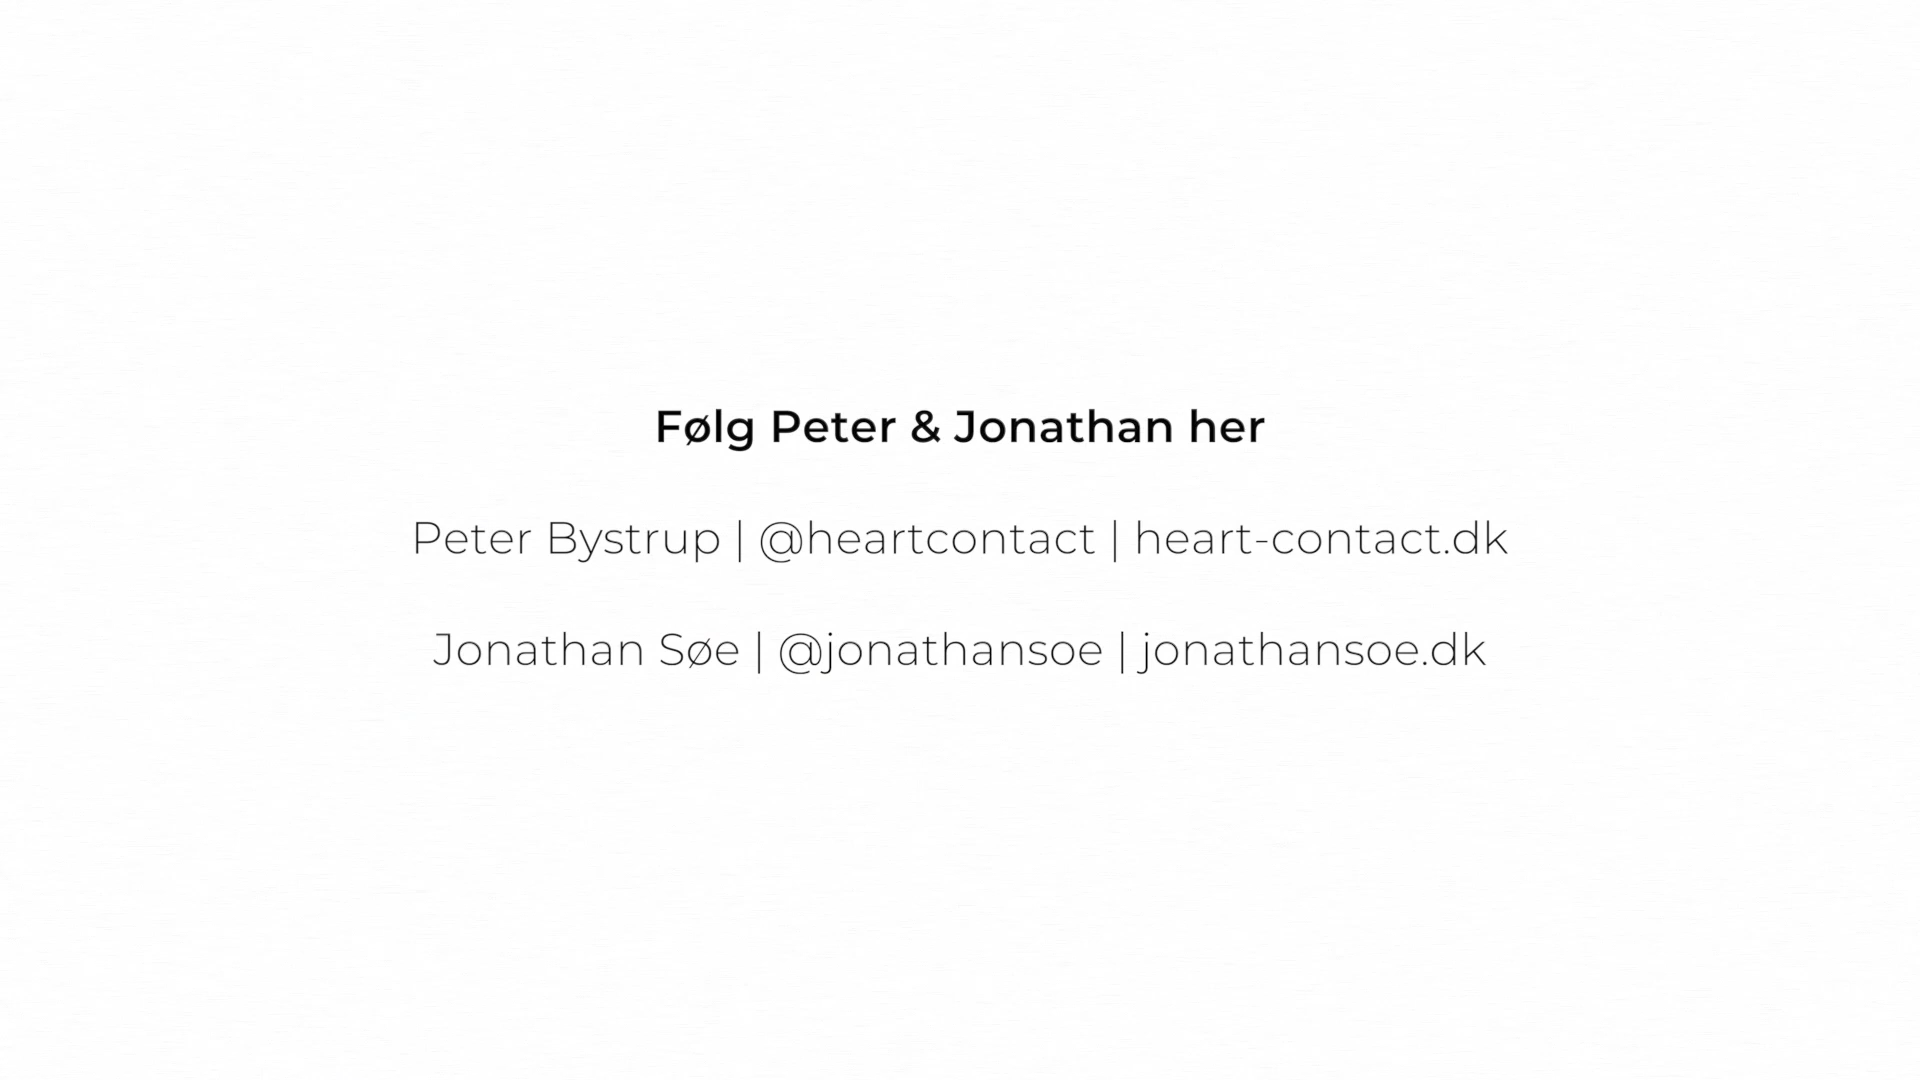 Følg Peter & Jonathan her
Peter Bystrup | @heartcontact | heart-contact.dk
Jonathan Søe | @jonathansoe | jonathansoe.dk